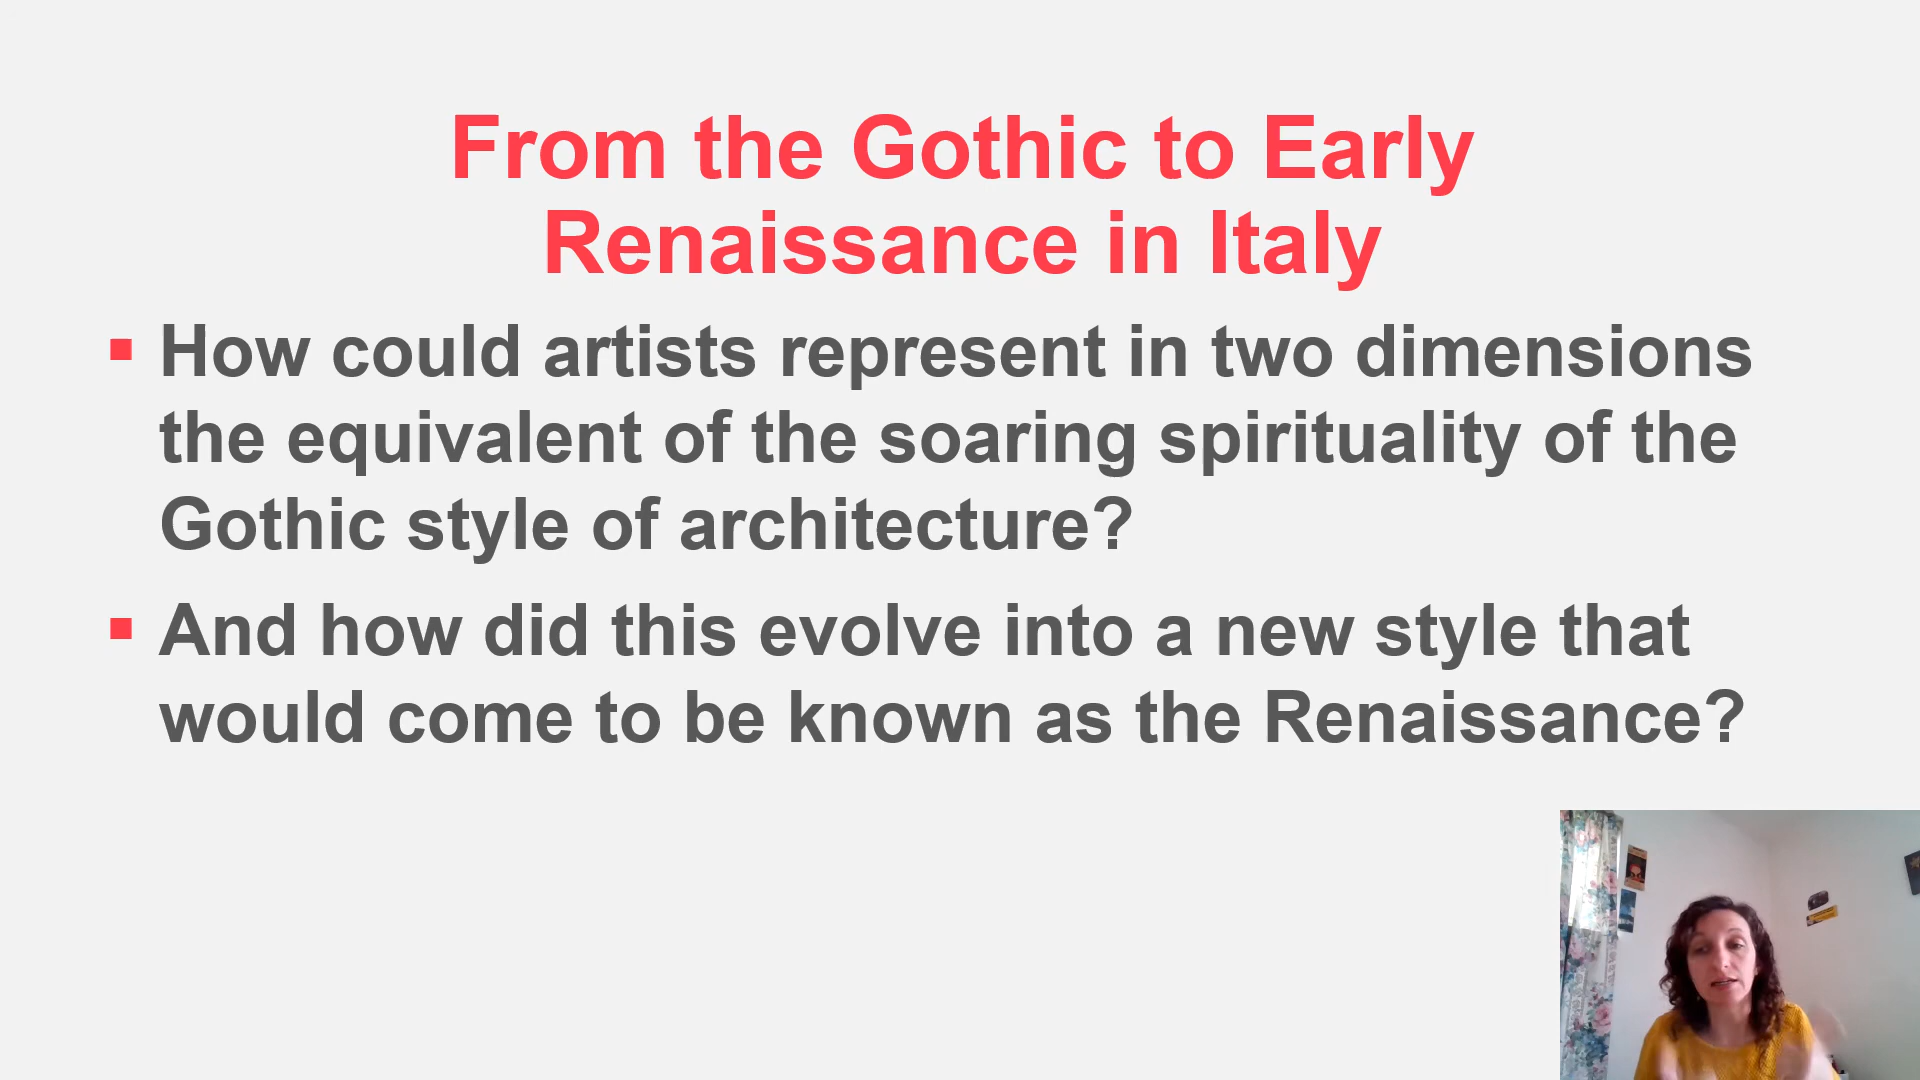 From the Gothic to Early
Renaissance in Italy
▪ How could artists represent in two dimensions
the equivalent of the soaring spirituality of the
Gothic style of architecture?
▪ And how did this evolve into a new style that
would come to be known as the Renaissance?